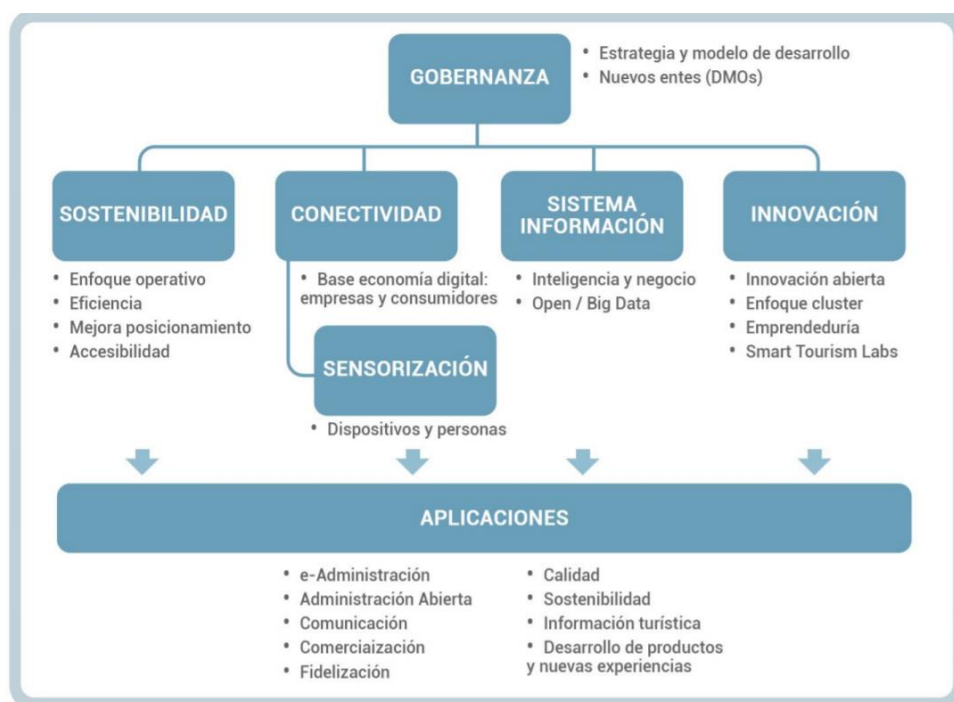 GOBERNANZA
• Estrategia y modelo de desarrollo
• Nuevos entes (DMOs)
SOSTENIBILIDAD
• Enfoque operativo
• Eficiencia
• Mejora posicionamiento
• Accesibilidad
CONECTIVIDAD
• Base economía digital:
empresas y consumidores
SENSORIZACIÓN
• Dispositivos y personas
SISTEMA
INFORMACIÓN
• Inteligencia y negocio
• Open / Big Data
INNOVACIÓN
• Innovación abierta
• Enfoque cluster
• Emprendeduría
• Smart Tourism Labs
APLICACIONES
• e-Administración
• Administración Abierta
• Comunicación
• Comerciaización
• Fidelización
• Calidad
• Sostenibilidad
• Información turística
• Desarrollo de productos
y nuevas experiencias